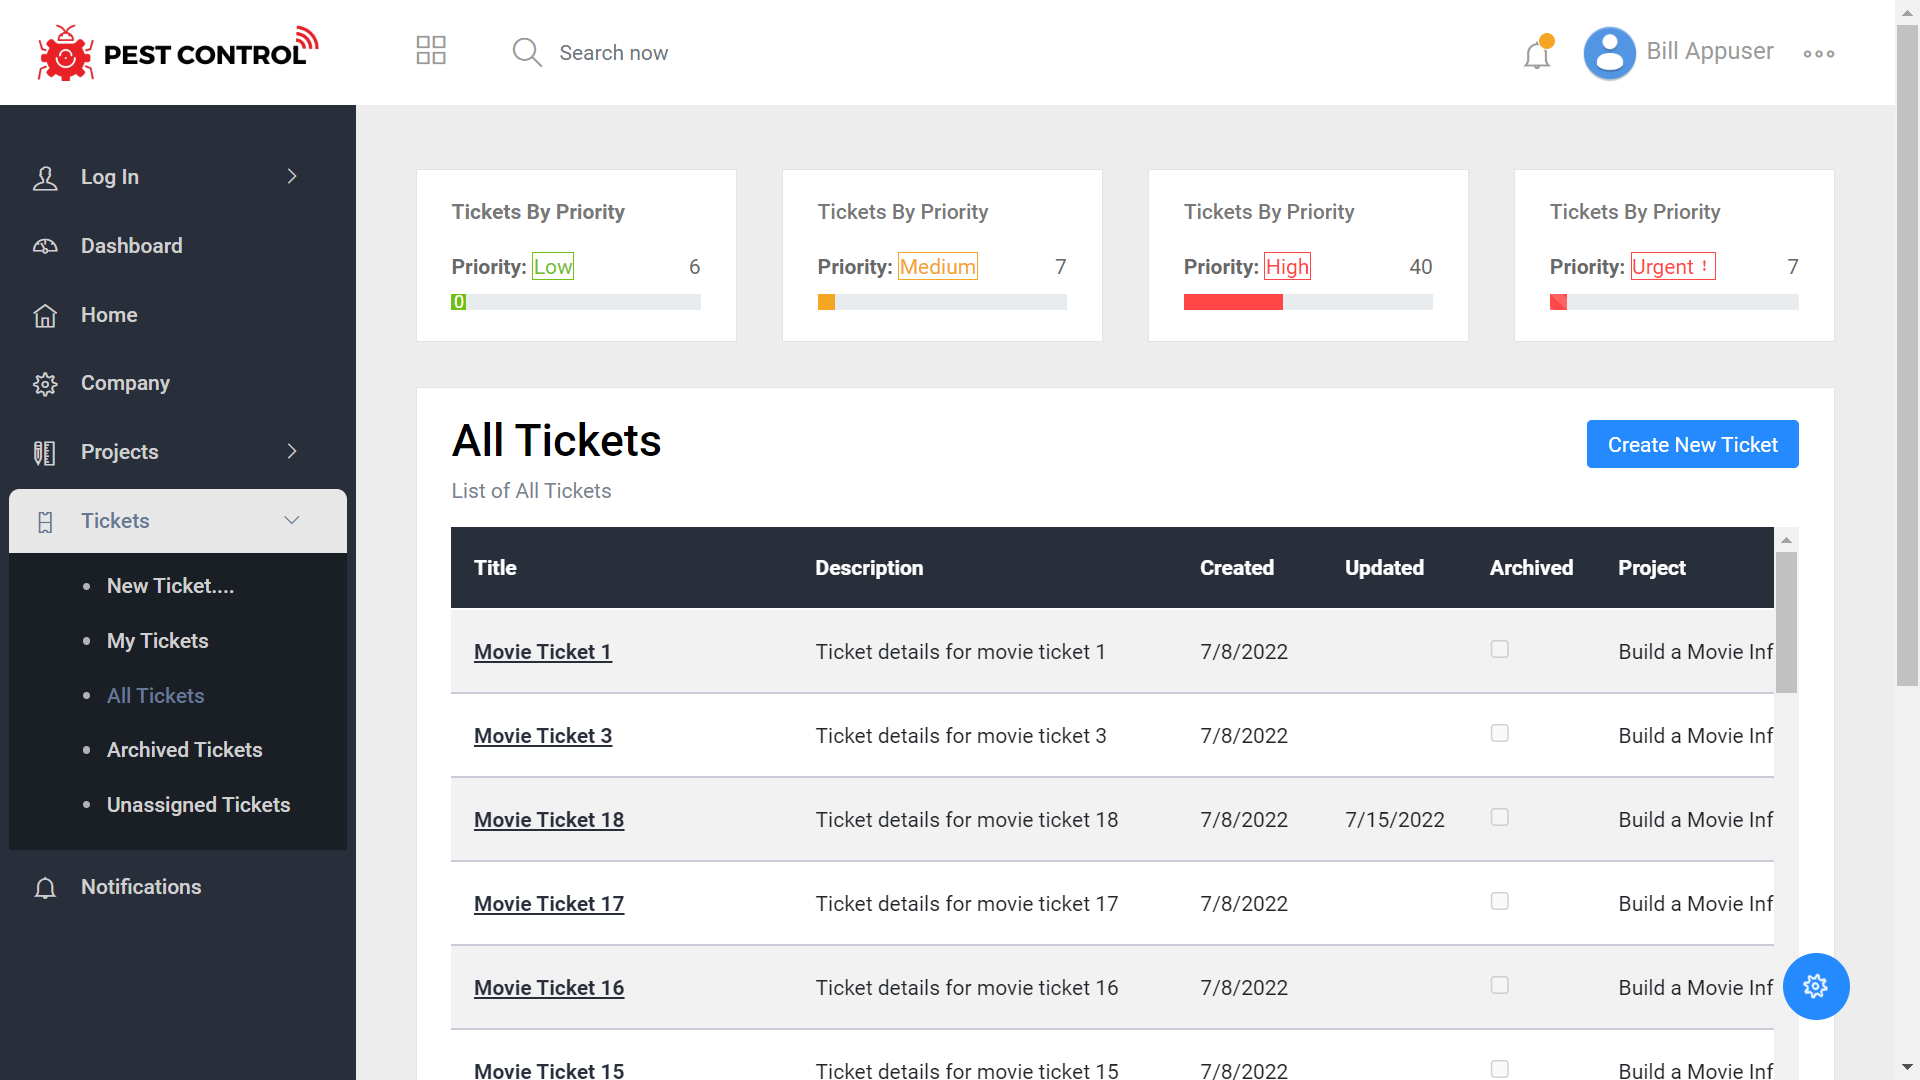 PEST CONTROL
Search now
Bill Appuser
Log In
Dashboard
Home
Company
Projects
Tickets
New Ticket....
My Tickets
All Tickets
Archived Tickets
Unassigned Tickets
Notifications
Tickets By Priority
Priority: Low 6
0
Tickets By Priority
Priority: Medium 7
Tickets By Priority
Priority: High 40
Tickets By Priority
Priority: Urgent ! 7
All Tickets
Create New Ticket
List of All Tickets
Title Description Created Updated Archived Project
Movie Ticket 1 Ticket details for movie ticket 1 7/8/2022 Build a Movie Inf
Movie Ticket 3 Ticket details for movie ticket 3 7/8/2022 Build a Movie Inf
Movie Ticket 18 Ticket details for movie ticket 18 7/8/2022 7/15/2022 Build a Movie Inf
Movie Ticket 17 Ticket details for movie ticket 17 7/8/2022 Build a Movie Inf
Movie Ticket 16 Ticket details for movie ticket 16 7/8/2022 Build a Movie Inf
Movie Ticket 15 Ticket details for movie ticket 15 7/8/2022 Build a Movie Inf